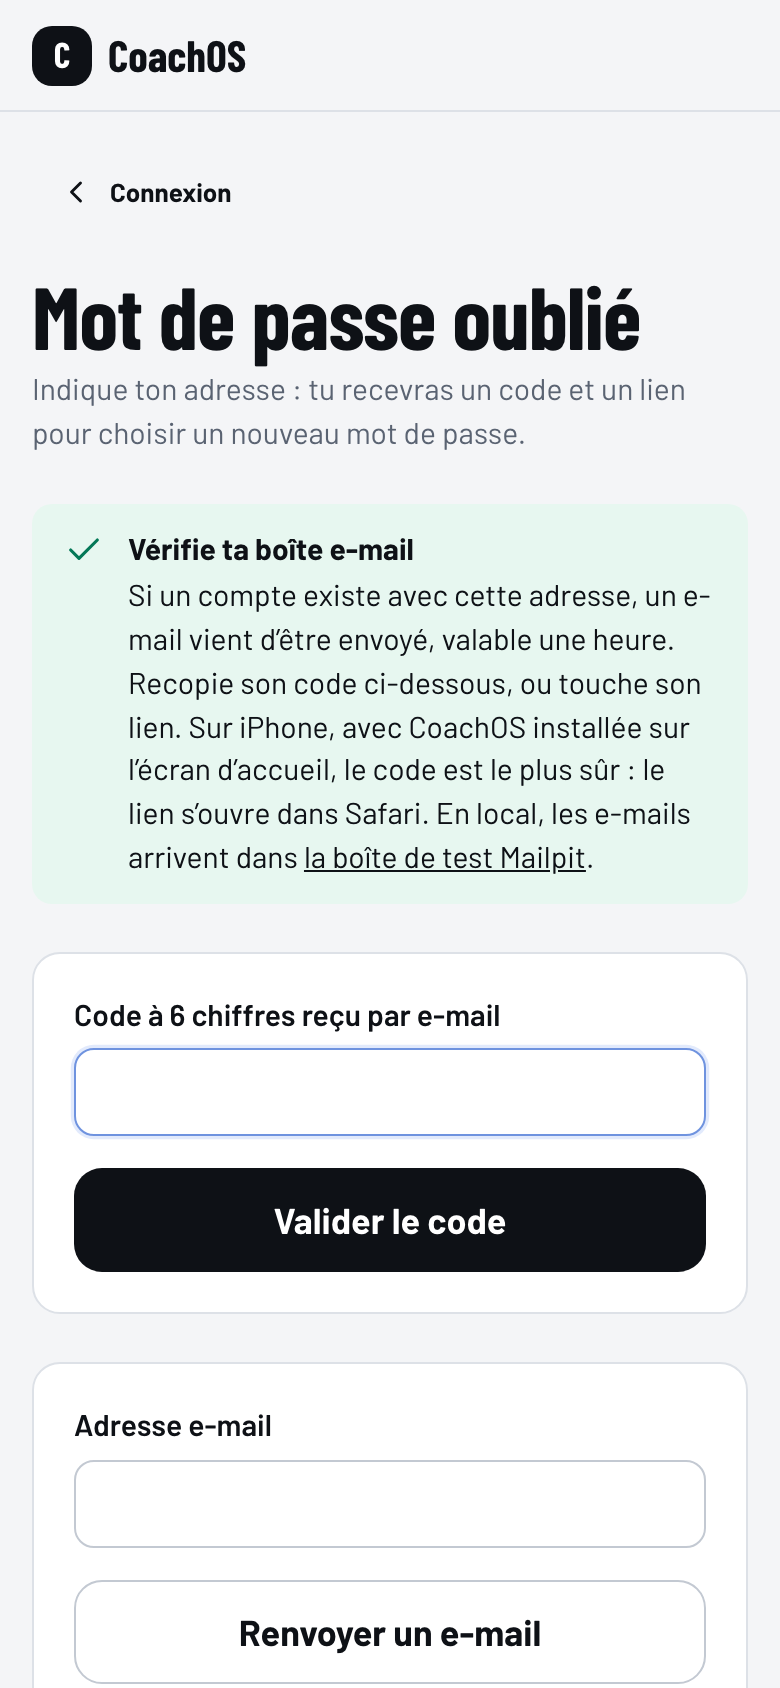 C CoachOS
Connexion
Mot de passe oublié
Indique ton adresse : tu recevras un code et un lien
pour choisir un nouveau mot de passe.
Vérifie ta boîte e-mail
Si un compte existe avec cette adresse, un e-
mail vient d’être envoyé, valable une heure.
Recopie son code ci-dessous, ou touche son
lien. Sur iPhone, avec CoachOS installée sur
l’écran d’accueil, le code est le plus sûr : le
lien s’ouvre dans Safari. En local, les e-mails
arrivent dans la boîte de test Mailpit.
Code à 6 chiffres reçu par e-mail
Valider le code
Adresse e-mail
Renvoyer un e-mail